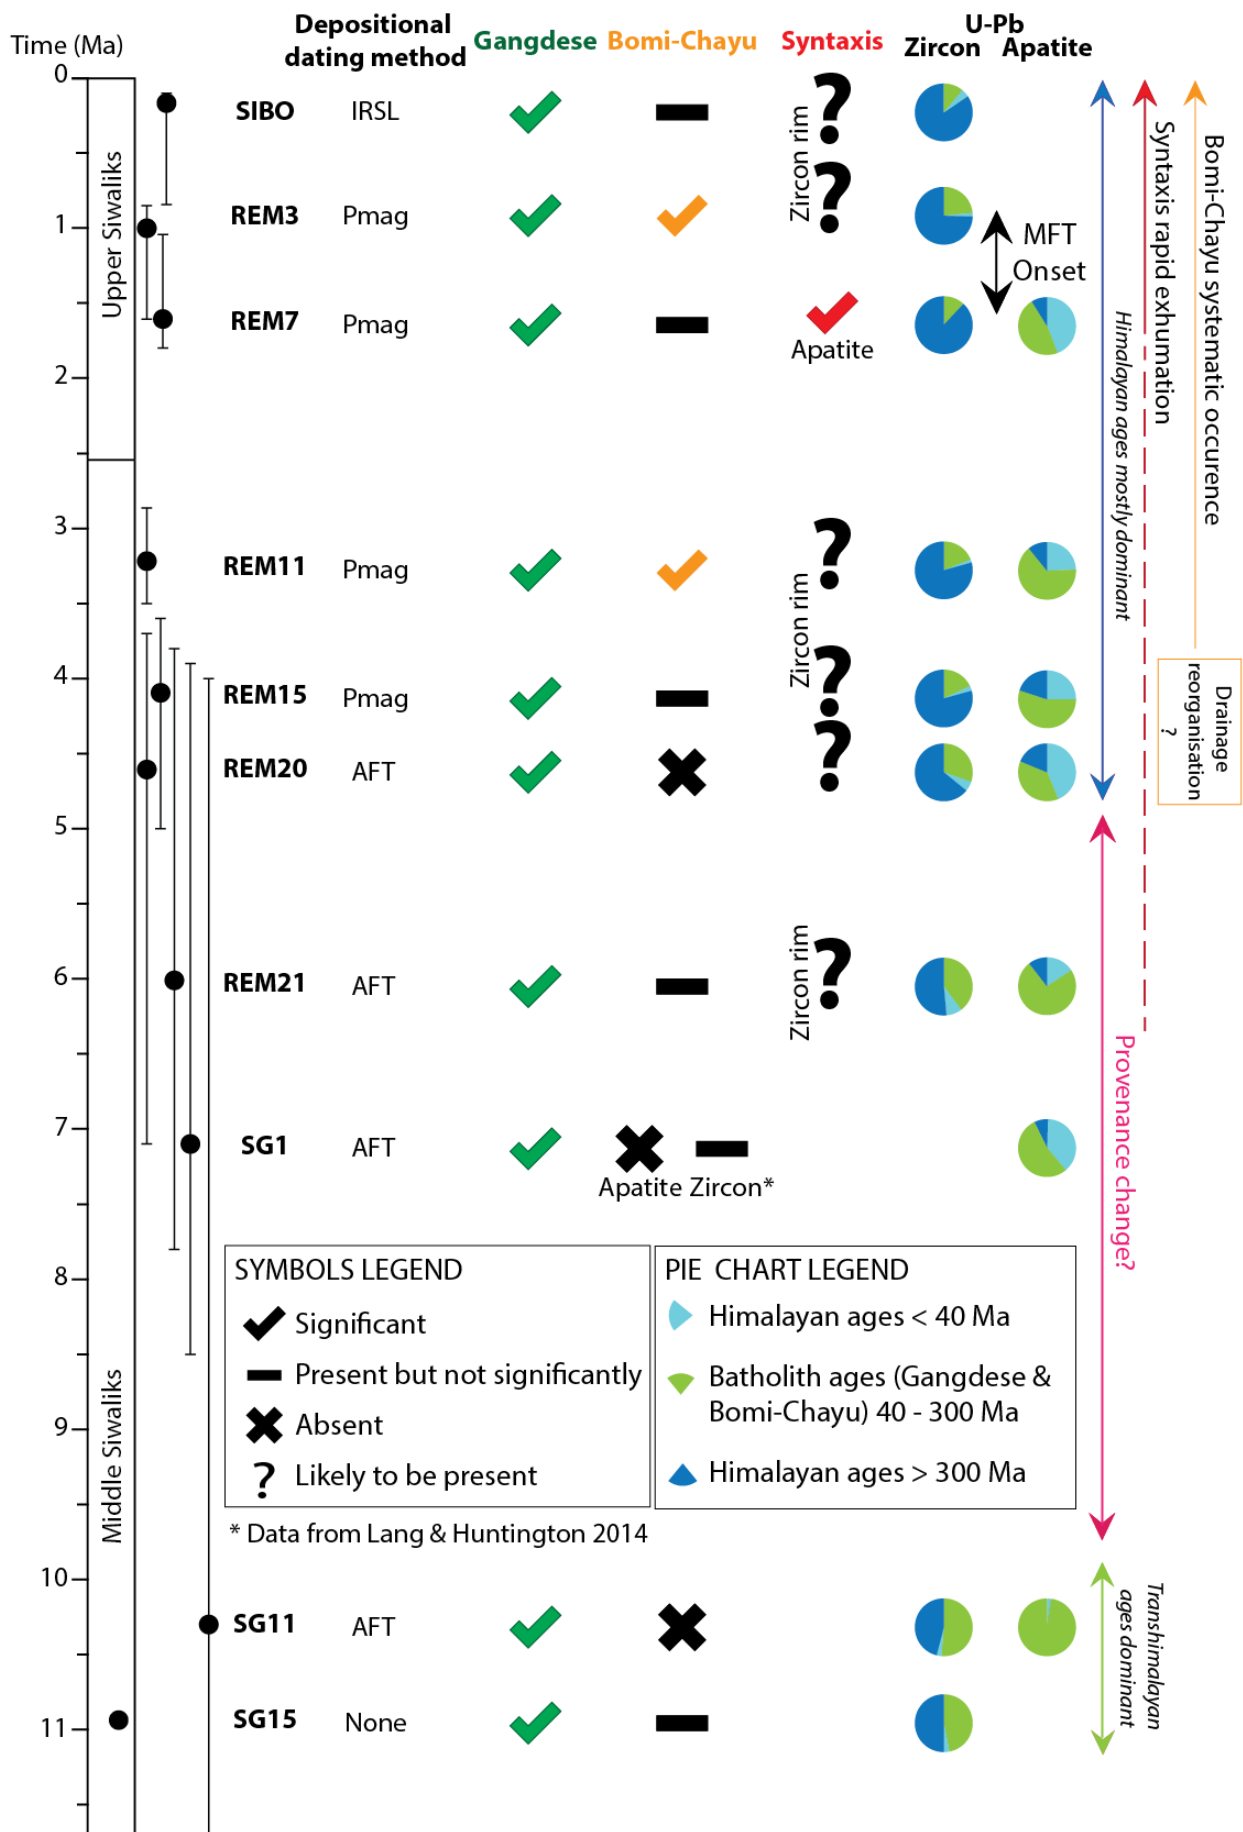 Time (Ma)
Depositional
dating method
Gangdese
Bomi-Chayu
Syntaxis
U-Pb
Zircon Apatite
0
1
2
3
4
5
6
7
8
9
10
11
Upper Siwaliks
Middle Siwaliks
SIBO IRSL ?
Zircon rim
REM3 Pmag ?
MFT
Onset
REM7 Pmag
Apatite
REM11 Pmag ?
Zircon rim
REM15 Pmag ?
REM20 AFT ?
REM21 AFT ?
Zircon rim
SG1 AFT
Apatite Zircon*
SYMBOLS LEGEND
Significant
Present but not significantly
Absent
? Likely to be present
PIE CHART LEGEND
Himalayan ages < 40 Ma
Batholith ages (Gangdese &
Bomi-Chayu) 40 - 300 Ma
Himalayan ages > 300 Ma
* Data from Lang & Huntington 2014
SG11 AFT
SG15 None
Himalayan ages mostly dominant
Syntaxis rapid exhumation
Bomi-Chayu systematic occurence
Drainage
reorganisation
?
Provenance change?
Transhimalayan
ages dominant